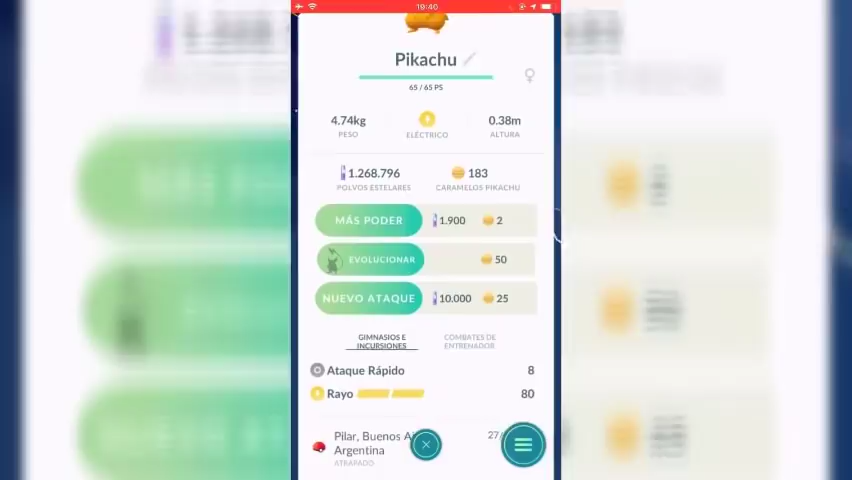 19:40
Pikachu
65 / 65 PS
4.74kg
PESO
ELÉCTRICO
0.38m
ALTURA
1.268.796
POLVOS ESTELARES
183
CARAMELOS PIKACHU
MÁS PODER 1.900 2
EVOLUCIONAR 50
NUEVO ATAQUE 10.000 25
GIMNASIOS E
INCURSIONES
COMBATES DE
ENTRENADOR
Ataque Rápido 8
Rayo 80
Pilar, Buenos
Argentina
ATRAPADO
27/